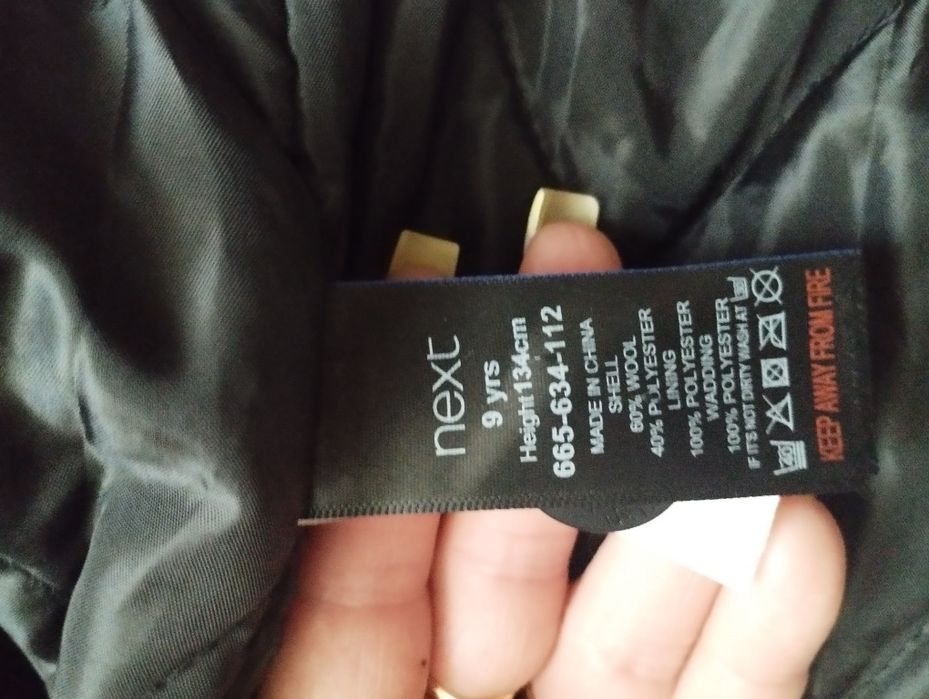 next
9 yrs
Height 134cm
665-634-112
MADE IN CHINA
SHELL
60% WOOL
40% POLYESTER
LINING
100% POLYESTER
WADDING
100% POLYESTER
IF IT'S NOT DIRTY WASH AT
40
KEEP AWAY FROM FIRE